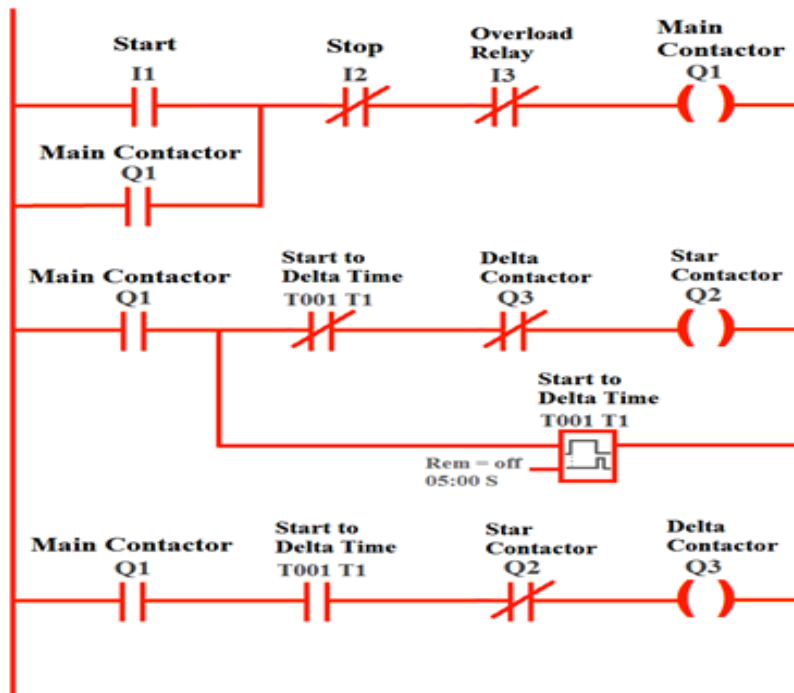 Start
I1
Stop
I2
Overload
Relay
I3
Main
Contactor
Q1
Main Contactor
Q1
Main Contactor
Q1
Start to
Delta Time
T001 T1
Delta
Contactor
Q3
Star
Contactor
Q2
Start to
Delta Time
T001 T1
Rem = off
05:00 S
Main Contactor
Q1
Start to
Delta Time
T001 T1
Star
Contactor
Q2
Delta
Contactor
Q3